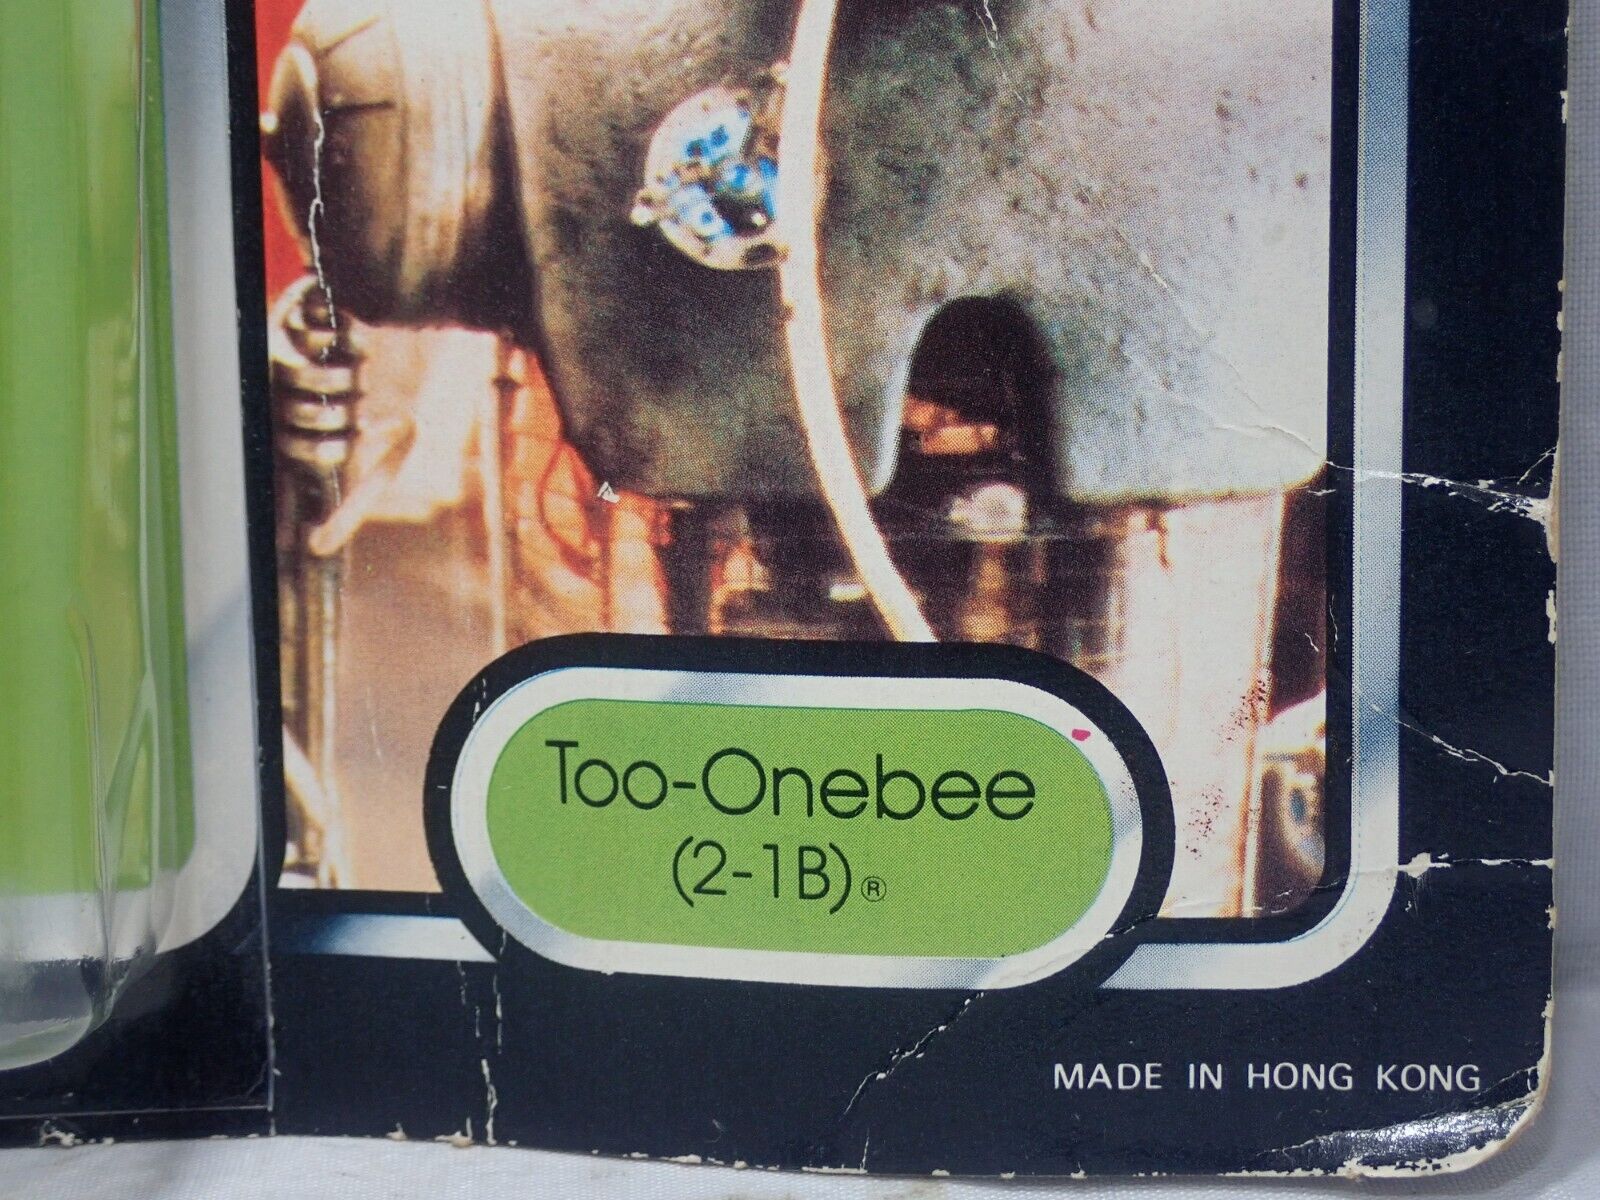 Too-Onebee
(2-1B)®
MADE IN HONG KONG